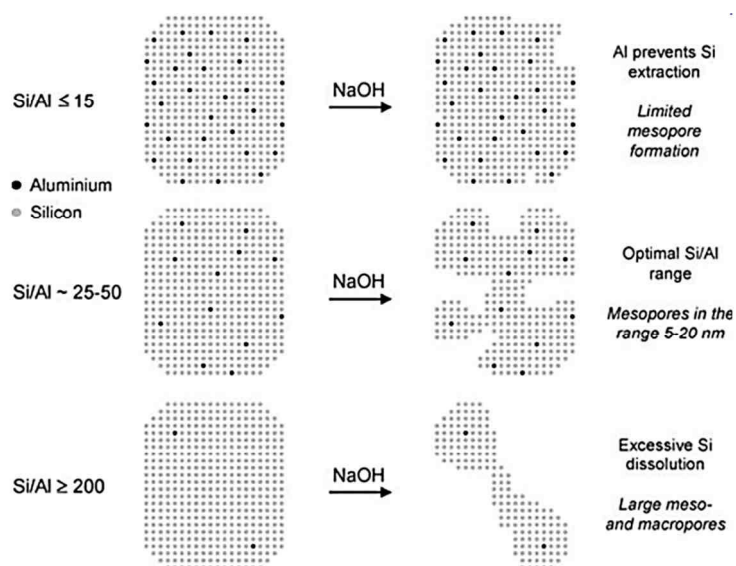 Si/Al ≤ 15
NaOH
Al prevents Si
extraction
Limited
mesopore
formation
Aluminium
Silicon
Si/Al ~ 25-50
NaOH
Optimal Si/Al
range
Mesopores in the
range 5-20 nm
Si/Al ≥ 200
NaOH
Excessive Si
dissolution
Large meso-
and macropores